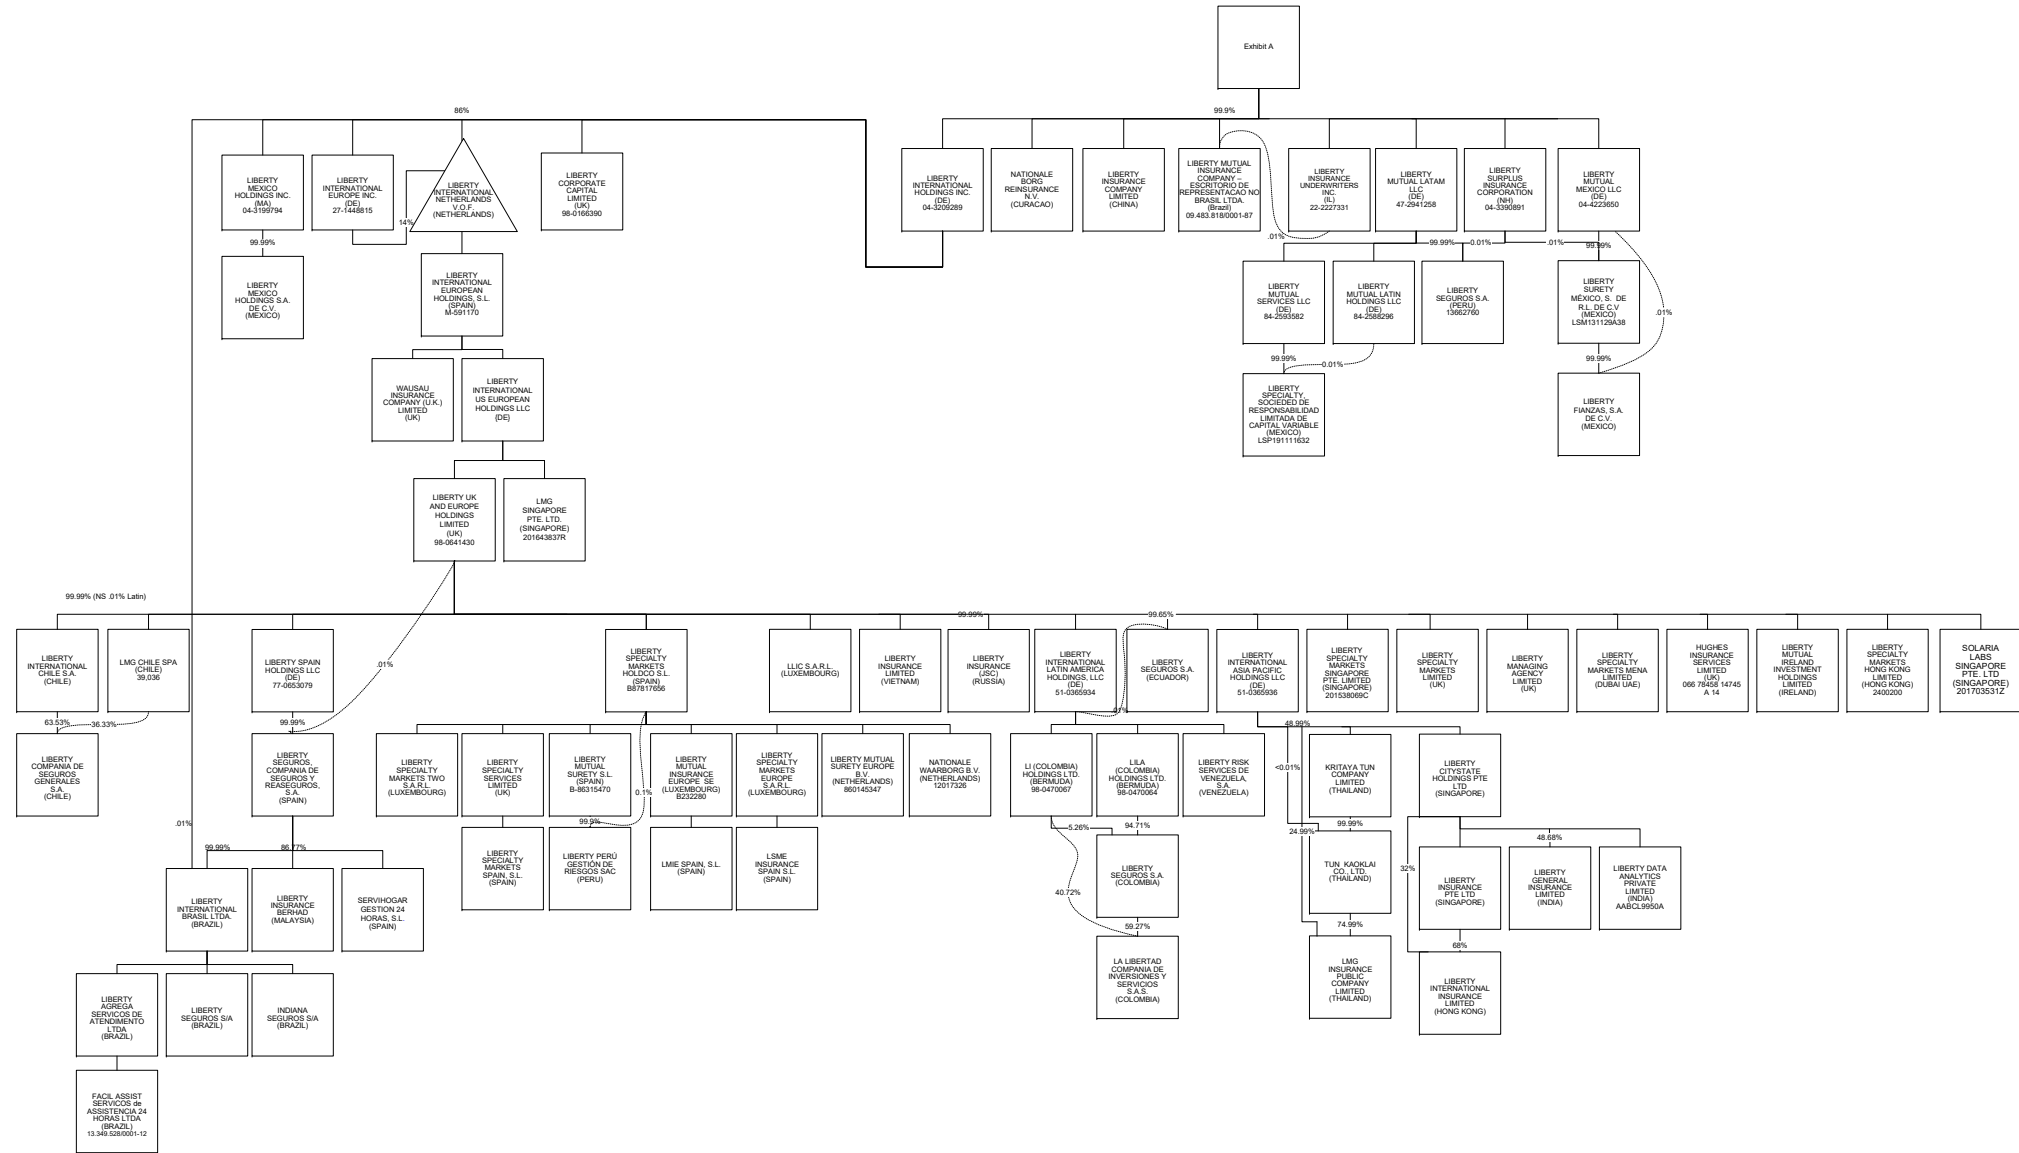 Exhibit A
86%
99.9%
LIBERTY
MEXICO
HOLDINGS INC.
(MA)
04-3199794
LIBERTY
INTERNATIONAL
EUROPE INC.
(DE)
27-1448815
LIBERTY
INTERNATIONAL
NETHERLANDS
V.O.F.
(NETHERLANDS)
LIBERTY
CORPORATE
CAPITAL
LIMITED
(UK)
98-0166390
LIBERTY
INTERNATIONAL
HOLDINGS INC.
(DE)
04-3209289
NATIONALE
BORG
REINSURANCE
N.V.
(CURACAO)
LIBERTY
INSURANCE
COMPANY
LIMITED
(CHINA)
LIBERTY MUTUAL
INSURANCE
COMPANY –
ESCRITORIO DE
REPRESENTACAO NO
BRASIL LTDA.
(Brazil)
09.483.818/0001-87
LIBERTY
INSURANCE
UNDERWRITERS
INC.
(IL)
22-2227331
LIBERTY
MUTUAL LATAM
LLC
(DE)
47-2941258
LIBERTY
SURPLUS
INSURANCE
CORPORATION
(NH)
04-3390891
LIBERTY
MUTUAL
MEXICO LLC
(DE)
04-4223650
14%
.01%
99.99%
99.99%
0.01%
.01%
99.99%
LIBERTY
MEXICO
HOLDINGS S.A.
DE C.V.
(MEXICO)
LIBERTY
INTERNATIONAL
EUROPEAN
HOLDINGS, S.L.
(SPAIN)
M-591170
LIBERTY
MUTUAL
SERVICES LLC
(DE)
84-2593582
LIBERTY
MUTUAL LATIN
HOLDINGS LLC
(DE)
84-2588296
LIBERTY
SEGUROS S.A.
(PERU)
13662760
LIBERTY
SURETY
MÉXICO, S. DE
R.L. DE C.V
(MEXICO)
LSM131129A38
.01%
99.99%
0.01%
99.99%
WAUSAU
INSURANCE
COMPANY (U.K.)
LIMITED
(UK)
LIBERTY
INTERNATIONAL
US EUROPEAN
HOLDINGS LLC
(DE)
LIBERTY
SPECIALTY,
SOCIEDED DE
RESPONSABILIDAD
LIMITADA DE
CAPITAL VARIABLE
(MEXICO)
LSP191111632
LIBERTY
FIANZAS, S.A.
DE C.V.
(MEXICO)
LIBERTY UK
AND EUROPE
HOLDINGS
LIMITED
(UK)
98-0641430
LMG
SINGAPORE
PTE. LTD.
(SINGAPORE)
201643837R
99.99% (NS .01% Latin)
99.99%
99.65%
LIBERTY
INTERNATIONAL
CHILE S.A.
(CHILE)
LMG CHILE SPA
(CHILE)
39,036
LIBERTY SPAIN
HOLDINGS LLC
(DE)
77-0653079
.01%
LIBERTY
SPECIALTY
MARKETS
HOLDCO S.L.
(SPAIN)
B87817656
LLIC S.A.R.L.
(LUXEMBOURG)
LIBERTY
INSURANCE
LIMITED
(VIETNAM)
LIBERTY
INSURANCE
(JSC)
(RUSSIA)
LIBERTY
INTERNATIONAL
LATIN AMERICA
HOLDINGS, LLC
(DE)
51-0365934
LIBERTY
SEGUROS S.A.
(ECUADOR)
LIBERTY
INTERNATIONAL
ASIA PACIFIC
HOLDINGS LLC
(DE)
51-0365936
LIBERTY
SPECIALTY
MARKETS
SINGAPORE
PTE. LIMITED
(SINGAPORE)
201538069C
LIBERTY
SPECIALTY
MARKETS
LIMITED
(UK)
LIBERTY
MANAGING
AGENCY
LIMITED
(UK)
LIBERTY
SPECIALTY
MARKETS MENA
LIMITED
(DUBAI UAE)
HUGHES
INSURANCE
SERVICES
LIMITED
(UK)
066 78458 14745
A 14
LIBERTY
MUTUAL
IRELAND
INVESTMENT
HOLDINGS
LIMITED
(IRELAND)
LIBERTY
SPECIALTY
MARKETS
HONG KONG
LIMITED
(HONG KONG)
2400200
SOLARIA
LABS
SINGAPORE
PTE. LTD
(SINGAPORE)
201703531Z
63.53%
36.33%
99.99%
.01%
48.99%
LIBERTY
COMPANIA DE
SEGUROS
GENERALES
S.A.
(CHILE)
LIBERTY
SEGUROS,
COMPANIA DE
SEGUROS Y
REASEGUROS,
S.A.
(SPAIN)
LIBERTY
SPECIALTY
MARKETS TWO
S.A.R.L.
(LUXEMBOURG)
LIBERTY
SPECIALTY
SERVICES
LIMITED
(UK)
LIBERTY
MUTUAL
SURETY S.L.
(SPAIN)
B-86315470
LIBERTY
MUTUAL
INSURANCE
EUROPE SE
(LUXEMBOURG)
B232280
LIBERTY
SPECIALTY
MARKETS
EUROPE
S.A.R.L.
(LUXEMBOURG)
LIBERTY MUTUAL
SURETY EUROPE
B.V.
(NETHERLANDS)
860145347
NATIONALE
WAARBORG B.V.
(NETHERLANDS)
12017326
LI (COLOMBIA)
HOLDINGS LTD.
(BERMUDA)
98-0470067
LILA
(COLOMBIA)
HOLDINGS LTD.
(BERMUDA)
98-0470064
LIBERTY RISK
SERVICES DE
VENEZUELA,
S.A.
(VENEZUELA)
<0.01%
KRITAYA TUN
COMPANY
LIMITED
(THAILAND)
LIBERTY
CITYSTATE
HOLDINGS PTE
LTD
(SINGAPORE)
0.1%
.01%
99.9%
5.26%
94.71%
24.99%
99.99%
48.68%
99.99%
86.77%
LIBERTY
SPECIALTY
MARKETS
SPAIN, S.L.
(SPAIN)
LIBERTY PERÚ
GESTIÓN DE
RIESGOS SAC
(PERU)
LMIE SPAIN, S.L.
(SPAIN)
LSME
INSURANCE
SPAIN S.L.
(SPAIN)
40.72%
LIBERTY
SEGUROS S.A.
(COLOMBIA)
TUN KAOKLAI
CO., LTD.
(THAILAND)
32%
LIBERTY
INSURANCE
PTE LTD
(SINGAPORE)
LIBERTY
GENERAL
INSURANCE
LIMITED
(INDIA)
LIBERTY DATA
ANALYTICS
PRIVATE
LIMITED
(INDIA)
AABCL9950A
LIBERTY
INTERNATIONAL
BRASIL LTDA.
(BRAZIL)
LIBERTY
INSURANCE
BERHAD
(MALAYSIA)
SERVIHOGAR
GESTION 24
HORAS, S.L.
(SPAIN)
59.27%
74.99%
68%
LA LIBERTAD
COMPANIA DE
INVERSIONES Y
SERVICIOS
S.A.S.
(COLOMBIA)
LMG
INSURANCE
PUBLIC
COMPANY
LIMITED
(THAILAND)
LIBERTY
INTERNATIONAL
INSURANCE
LIMITED
(HONG KONG)
LIBERTY
AGREGA
SERVICOS DE
ATENDIMENTO
LTDA
(BRAZIL)
LIBERTY
SEGUROS S/A
(BRAZIL)
INDIANA
SEGUROS S/A
(BRAZIL)
FACIL ASSIST
SERVICOS de
ASSISTENCIA 24
HORAS LTDA
(BRAZIL)
13.349.528/0001-12